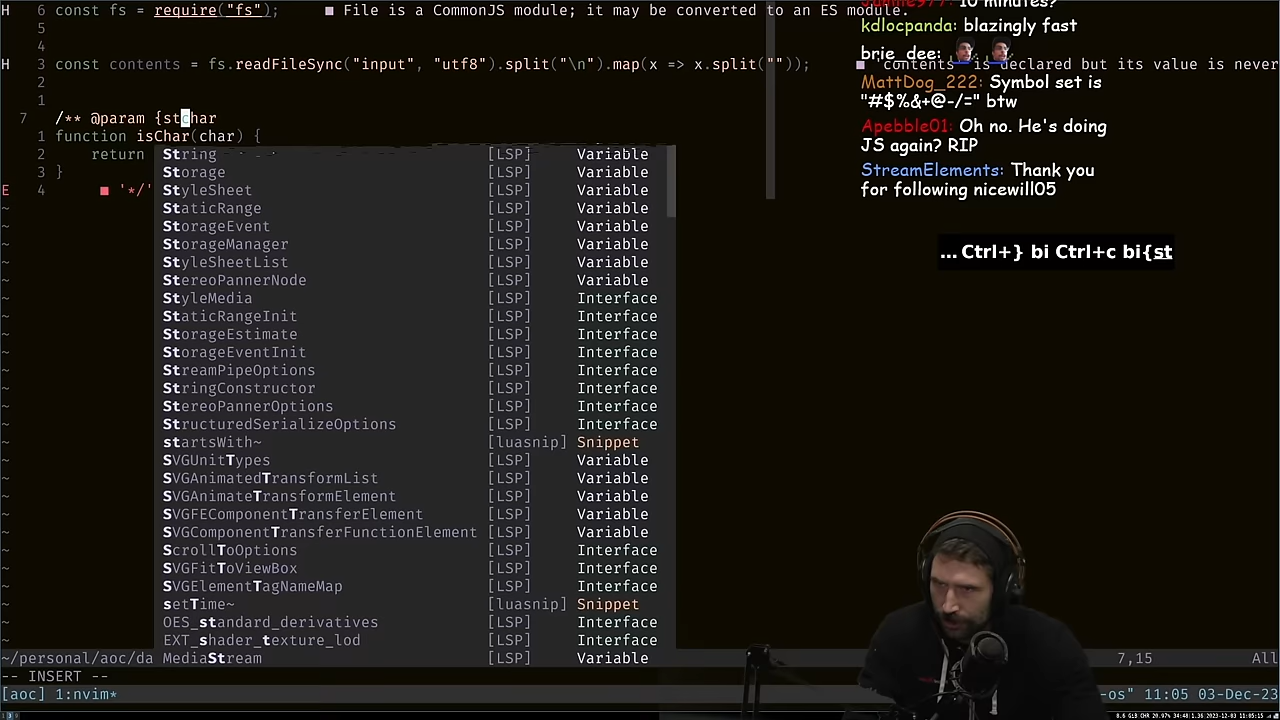 H 6 const fs = require("fs"); ■ File is a CommonJS module; it may be converted to an ES module.
5
4
H 3 const contents = fs.readFileSync("input", "utf8").split("\n").map(x => x.split("")); ■ 'contents' is declared but its value is never
2
1
7 /** @param {stchar
1 function isChar(char) {
2 return
3 }
E 4 ■ '*/'
String [LSP] Variable
Storage [LSP] Variable
StyleSheet [LSP] Variable
StaticRange [LSP] Variable
StorageEvent [LSP] Variable
StorageManager [LSP] Variable
StyleSheetList [LSP] Variable
StereoPannerNode [LSP] Variable
StyleMedia [LSP] Interface
StaticRangeInit [LSP] Interface
StorageEstimate [LSP] Interface
StorageEventInit [LSP] Interface
StreamPipeOptions [LSP] Interface
StringConstructor [LSP] Interface
StereoPannerOptions [LSP] Interface
StructuredSerializeOptions [LSP] Interface
startsWith~ [luasnip] Snippet
SVGUnitTypes [LSP] Variable
SVGAnimatedTransformList [LSP] Variable
SVGAnimateTransformElement [LSP] Variable
SVGFEComponentTransferElement [LSP] Variable
SVGComponentTransferFunctionElement [LSP] Variable
ScrollToOptions [LSP] Interface
SVGFitToViewBox [LSP] Interface
SVGElementTagNameMap [LSP] Interface
setTime~ [luasnip] Snippet
OES_standard_derivatives [LSP] Interface
EXT_shader_texture_lod [LSP] Interface
MediaStream [LSP] Variable
10 minutes?
kdlocpanda: blazingly fast
brie_dee:
MattDog_222: Symbol set is
"#$%&+@-/=" btw
Apebble01: Oh no. He's doing
JS again? RIP
StreamElements: Thank you
for following nicewill05
... Ctrl+} bi Ctrl+c bi{st
~/personal/aoc/da 7,15 All
-- INSERT --
[aoc] 1:nvim* -os" 11:05 03-Dec-23